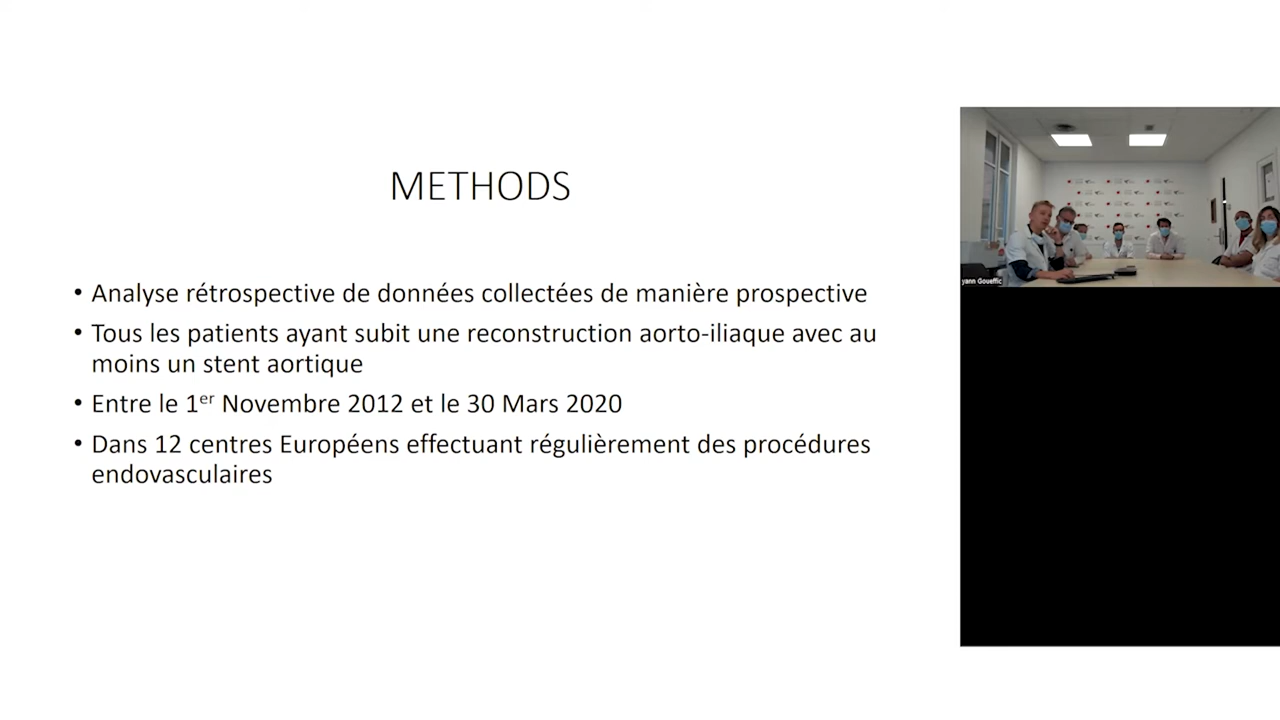 METHODS
• Analyse rétrospective de données collectées de manière prospective
• Tous les patients ayant subit une reconstruction aorto-iliaque avec au
moins un stent aortique
• Entre le 1er Novembre 2012 et le 30 Mars 2020
• Dans 12 centres Européens effectuant régulièrement des procédures
endovasculaires
yann Goueffic